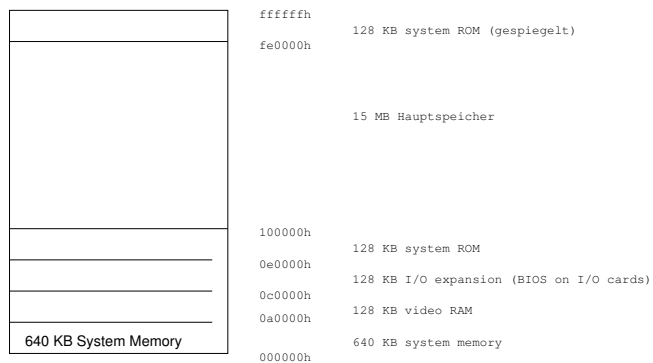 ffffffh
128 KB system ROM (gespiegelt)
fe0000h
15 MB Hauptspeicher
100000h
128 KB system ROM
0e0000h
128 KB I/O expansion (BIOS on I/O cards)
0c0000h
128 KB video RAM
0a0000h
640 KB System Memory
640 KB system memory
000000h